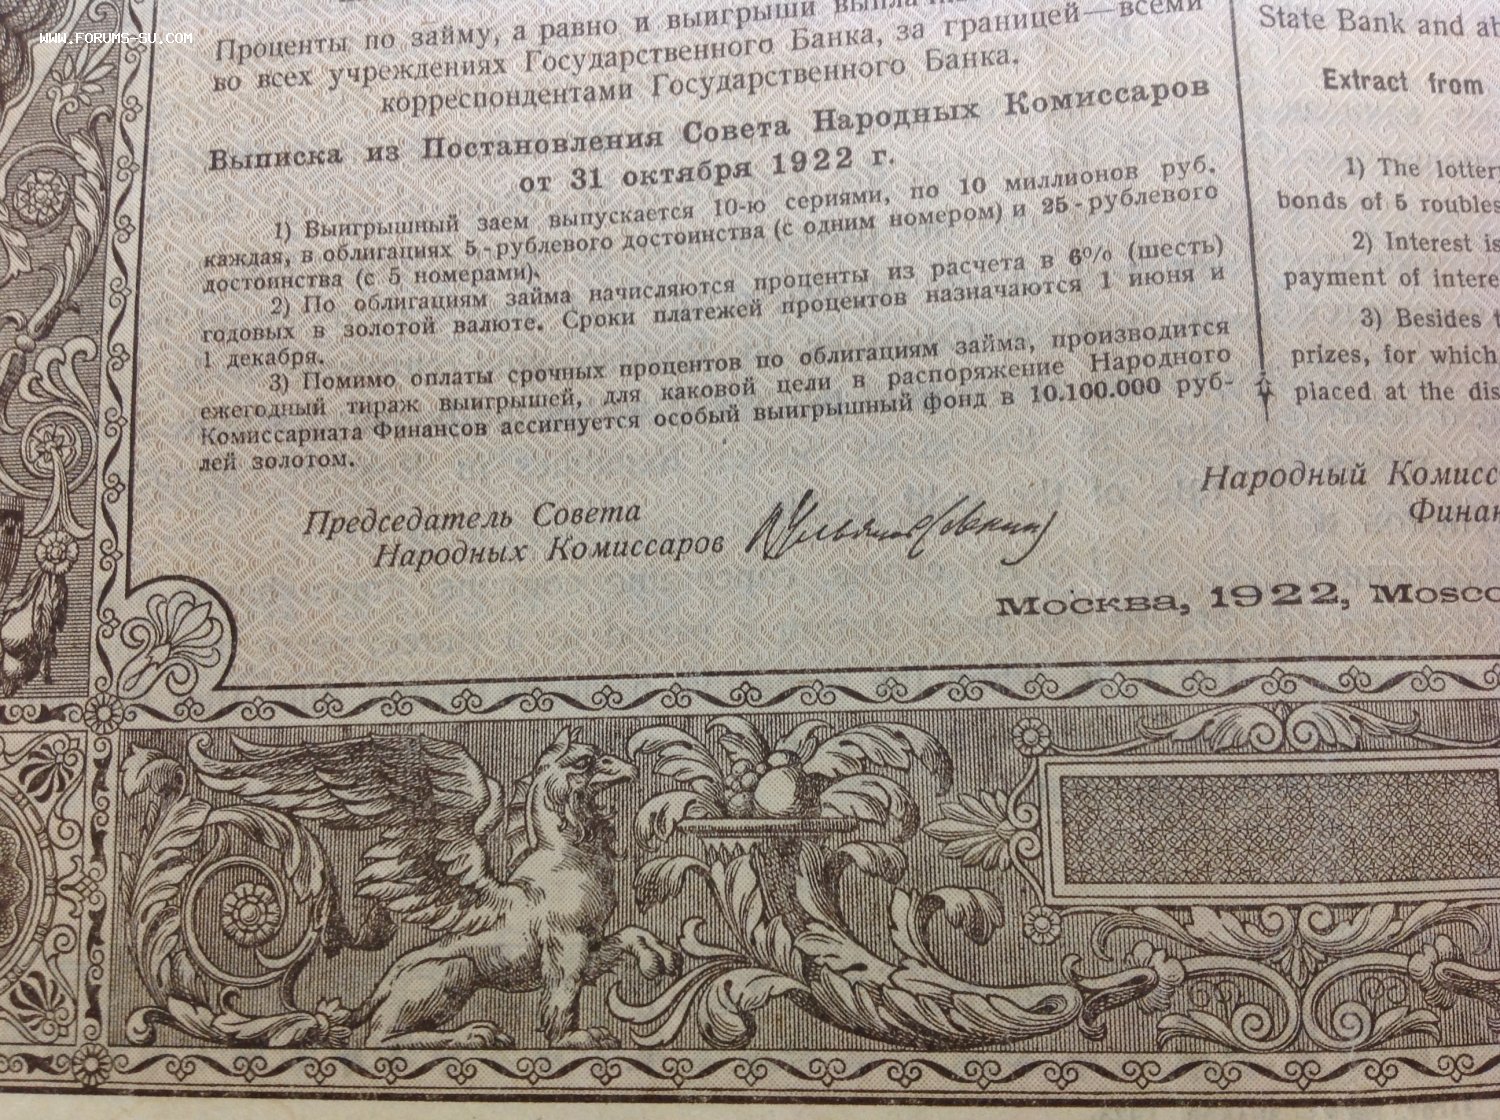 WWW.FORUMS-SU.COM
Проценты по займу, а равно и выигрыши
во всех учреждениях Государственного Банка, за границей—всеми
корреспондентами Государственного Банка.
Выписка из Постановления Совета Народных Комиссаров
от 31 октября 1922 г.
1) Выигрышный заем выпускается 10-ю сериями, по 10 миллионов руб.
каждая, в облигациях 5-рублевого достоинства (с одним номером) и 25-рублевого
достоинства (с 5 номерами).
2) По облигациям займа начисляются проценты из расчета в 6% (шесть)
годовых в золотой валюте. Сроки платежей процентов назначаются 1 июня и
1 декабря.
3) Помимо оплаты срочных процентов по облигациям займа, производится
ежегодный тираж выигрышей, для каковой цели в распоряжение Народного
Комиссариата Финансов ассигнуется особый выигрышный фонд в 10.100.000 руб-
лей золотом.
Председатель Совета
Народных Комиссаров
State Bank and at
Extract from
1) The lotter
bonds of 5 roubles
2) Interest is
payment of intere
3) Besides t
prizes, for which
placed at the dis
Народный Комисс
Финан
Москва, 1922, Mosco